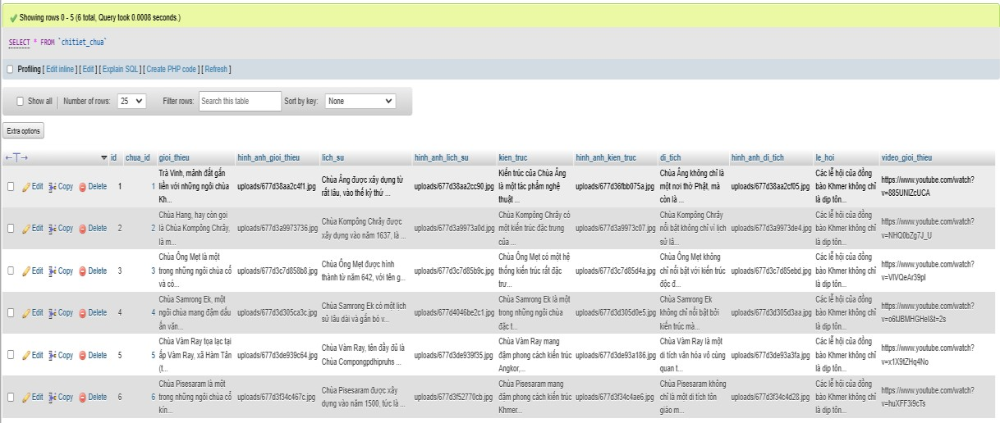 Showing rows 0 - 5 (6 total, Query took 0.0008 seconds.)
SELECT * FROM `chitiet_chua`
Profiling [ Edit inline ] [ Edit ] [ Explain SQL ] [ Create PHP code ] [ Refresh ]
Show all | Number of rows: 25 Filter rows: Search this table Sort by key: None
Extra options
←T→ id chua_id gioi_thieu hinh_anh_gioi_thieu lich_su hinh_anh_lich_su kien_truc hinh_anh_kien_truc di_tich hinh_anh_di_tich le_hoi video_gioi_thieu
Trà Vinh, mảnh đất gắn Kiến trúc của Chùa Âng Chùa Âng không chỉ là Các lễ hội của đồng
Edit Copy Delete 1 1 liền với những ngôi chùa uploads/677d38aa2c4f1.jpg Chùa Âng được xây dựng từ uploads/677d38aa2cc90.jpg là một tác phẩm nghệ uploads/677d36fbb075a.jpg một nơi thờ Phật, mà uploads/677d38aa2cf05.jpg bào Khmer không chỉ https://www.youtube.com/watch?
Kh... rất lâu, vào thế kỷ thứ ... thuật ... còn là ... là dịp tôn... v=885UNlZcUCA
Chùa Hang, hay còn gọi Chùa Kompông Chrây có Chùa Kompông Chrây Các lễ hội của đồng
Edit Copy Delete 2 2 là Chùa Kompông Chrây, uploads/677d3a9973736.jpg Chùa Kompông Chrây được uploads/677d3a9973a0d.jpg một kiến trúc đặc trưng uploads/677d3a9973c07.jpg nổi bật không chỉ vì lịch uploads/677d3a9973de4.jpg bào Khmer không chỉ https://www.youtube.com/watch?
là m... xây dựng vào năm 1637, là ... của ... sử lâ... là dịp tôn... v=NHQ0bZg7J_U
Chùa Ông Mẹt là một Chùa Ông Mẹt có một hệ Chùa Ông Mẹt không Các lễ hội của đồng
Edit Copy Delete 3 3 trong những ngôi chùa cổ uploads/677d3c7d858b8.jpg Chùa Ông Mẹt được hình uploads/677d3c7d85b9c.jpg thống kiến trúc rất đặc uploads/677d3c7d85d4a.jpg chỉ nổi bật với kiến trúc uploads/677d3c7d85ebd.jpg bào Khmer không chỉ https://www.youtube.com/watch?
và có... thành từ năm 642, với tên g... trư... độc đ... là dịp tôn... v=VlVQeAr39pI
Chùa Samrong Ek, một Chùa Samrong Ek là một Chùa Samrong Ek Các lễ hội của đồng
Edit Copy Delete 4 4 ngôi chùa mang đậm dấu uploads/677d3d305ca3c.jpg Chùa Samrong Ek có một lịch uploads/677d4046be2c1.jpg trong những ngôi chùa uploads/677d3d305d0e5.jpg không chỉ nổi bật bởi uploads/677d3d305d3aa.jpg bào Khmer không chỉ https://www.youtube.com/watch?
ấn văn... sử lâu dài và gắn bó v... đặc t... kiến trúc mà... là dịp tôn... v=o6tJBMHGHeI&t=2s
Chùa Vàm Ray tọa lạc tại Chùa Vàm Ray mang Chùa Vàm Ray là một Các lễ hội của đồng
Edit Copy Delete 5 5 ấp Vàm Ray, xã Hàm Tân uploads/677d3de939c64.jpg Chùa Vàm Ray, tên đầy đủ là uploads/677d3de939f35.jpg đậm phong cách kiến trúc uploads/677d3de93a186.jpg di tích văn hóa vô cùng uploads/677d3de93a3fa.jpg bào Khmer không chỉ https://www.youtube.com/watch?
(t... Chùa Compongpdhipruhs ... Angkor,... quan t... là dịp tôn... v=x1X9tZHq4No
Chùa Pisesaram là một Chùa Pisesaram mang Chùa Pisesaram không Các lễ hội của đồng
Edit Copy Delete 6 6 trong những ngôi chùa cổ uploads/677d3f34c467c.jpg Chùa Pisesaram được xây uploads/677d3f52770cb.jpg đậm phong cách kiến trúc uploads/677d3f34c4ae6.jpg chỉ là một di tích tôn uploads/677d3f34c4d28.jpg bào Khmer không chỉ https://www.youtube.com/watch?
kín... dựng vào năm 1500, tức là ... Khmer... giáo m... là dịp tôn... v=huXFF3i9cTs